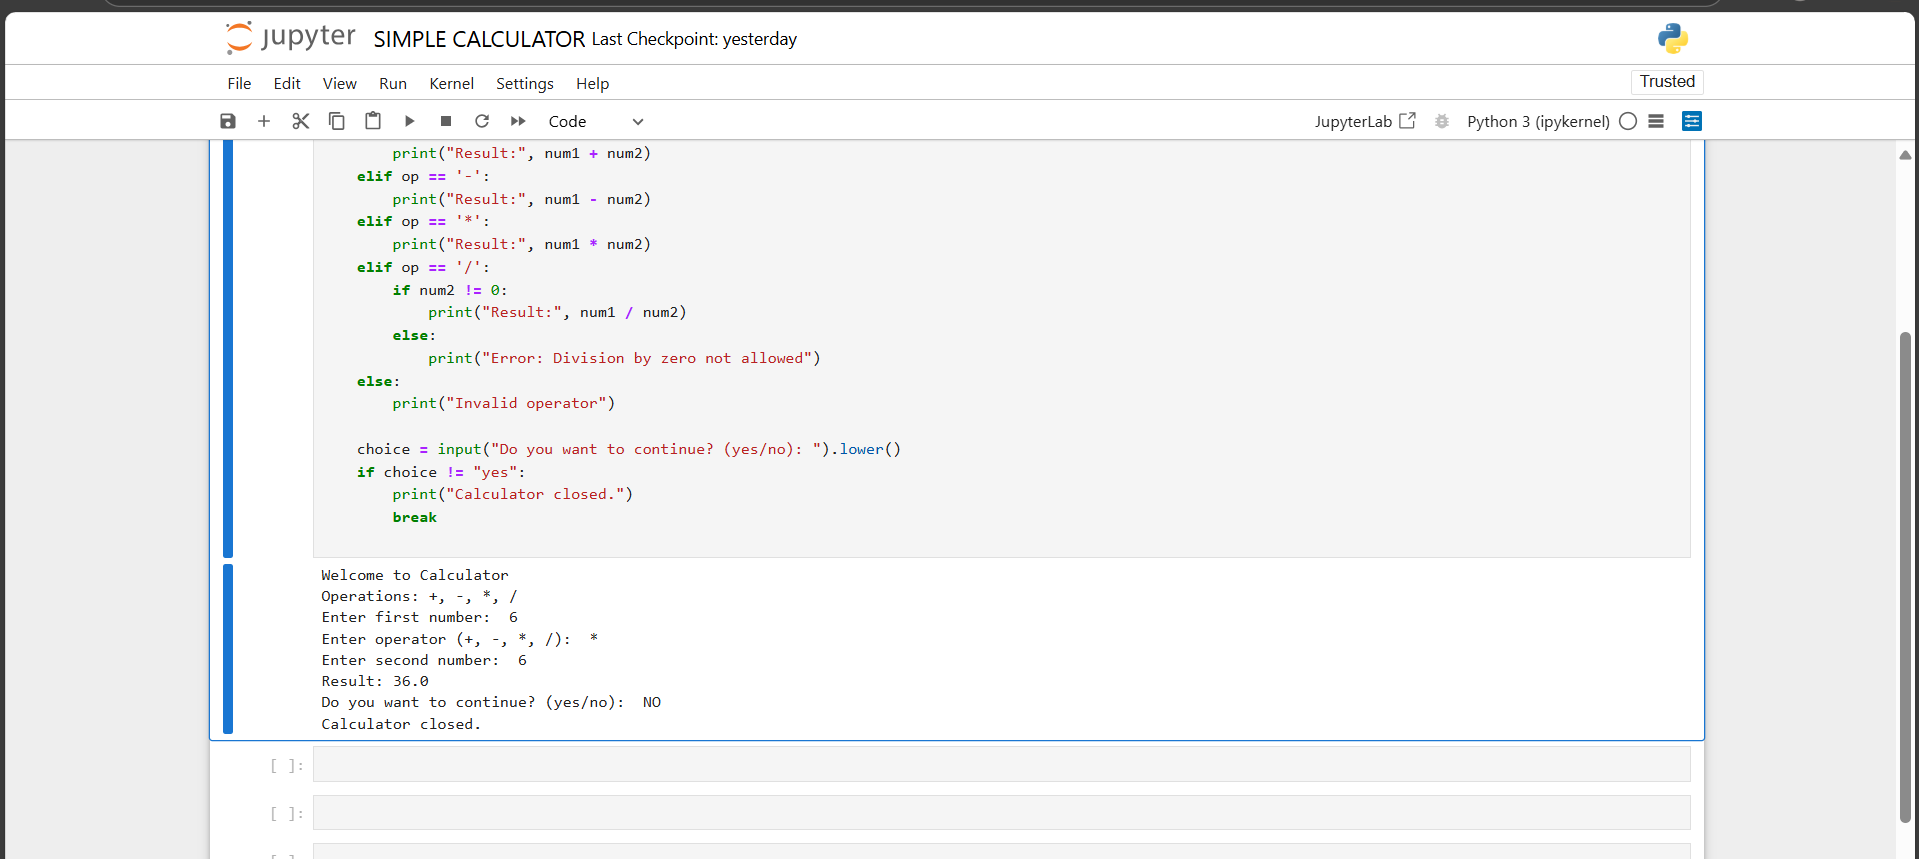 jupyter SIMPLE CALCULATOR Last Checkpoint: yesterday
File Edit View Run Kernel Settings Help Trusted
Code JupyterLab Python 3 (ipykernel)
        print("Result:", num1 + num2)
    elif op == '-':
        print("Result:", num1 - num2)
    elif op == '*':
        print("Result:", num1 * num2)
    elif op == '/':
        if num2 != 0:
            print("Result:", num1 / num2)
        else:
            print("Error: Division by zero not allowed")
    else:
        print("Invalid operator")
    choice = input("Do you want to continue? (yes/no): ").lower()
    if choice != "yes":
        print("Calculator closed.")
        break
Welcome to Calculator
Operations: +, -, *, /
Enter first number:  6
Enter operator (+, -, *, /):  *
Enter second number:  6
Result: 36.0
Do you want to continue? (yes/no):  NO
Calculator closed.
[ ]:
[ ]:
[ ]: